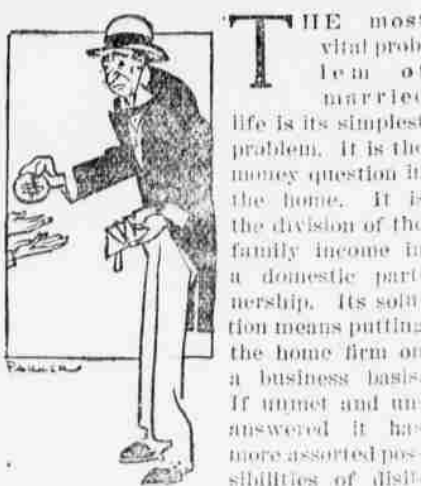 THE most
vital prob-
lem of
married
life is its simplest
problem. It is the
money question in
the home. It is
the division of the
family income in
a domestic part-
nership. Its solu-
tion means putting
the home firm on
a business basis.
If unmet and un-
answered it has
more assorted pos-
sibilities of